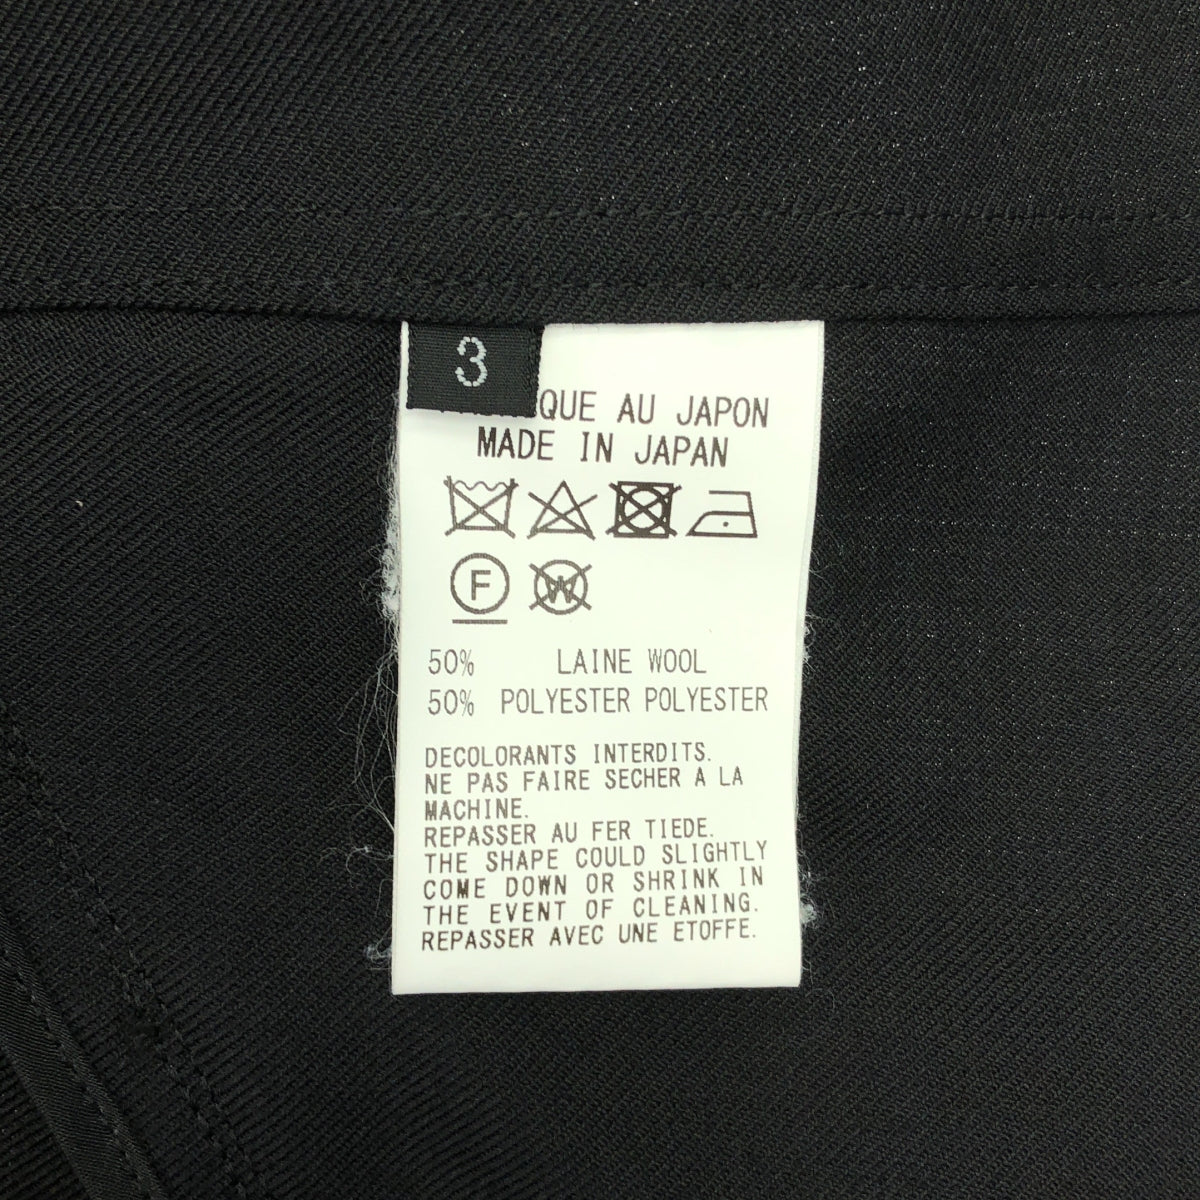 3
QUE AU JAPON
MADE IN JAPAN
F W
50% LAINE WOOL
50% POLYESTER POLYESTER
DECOLORANTS INTERDITS.
NE PAS FAIRE SECHER A LA
MACHINE.
REPASSER AU FER TIEDE.
THE SHAPE COULD SLIGHTLY
COME DOWN OR SHRINK IN
THE EVENT OF CLEANING.
REPASSER AVEC UNE ETOFFE.